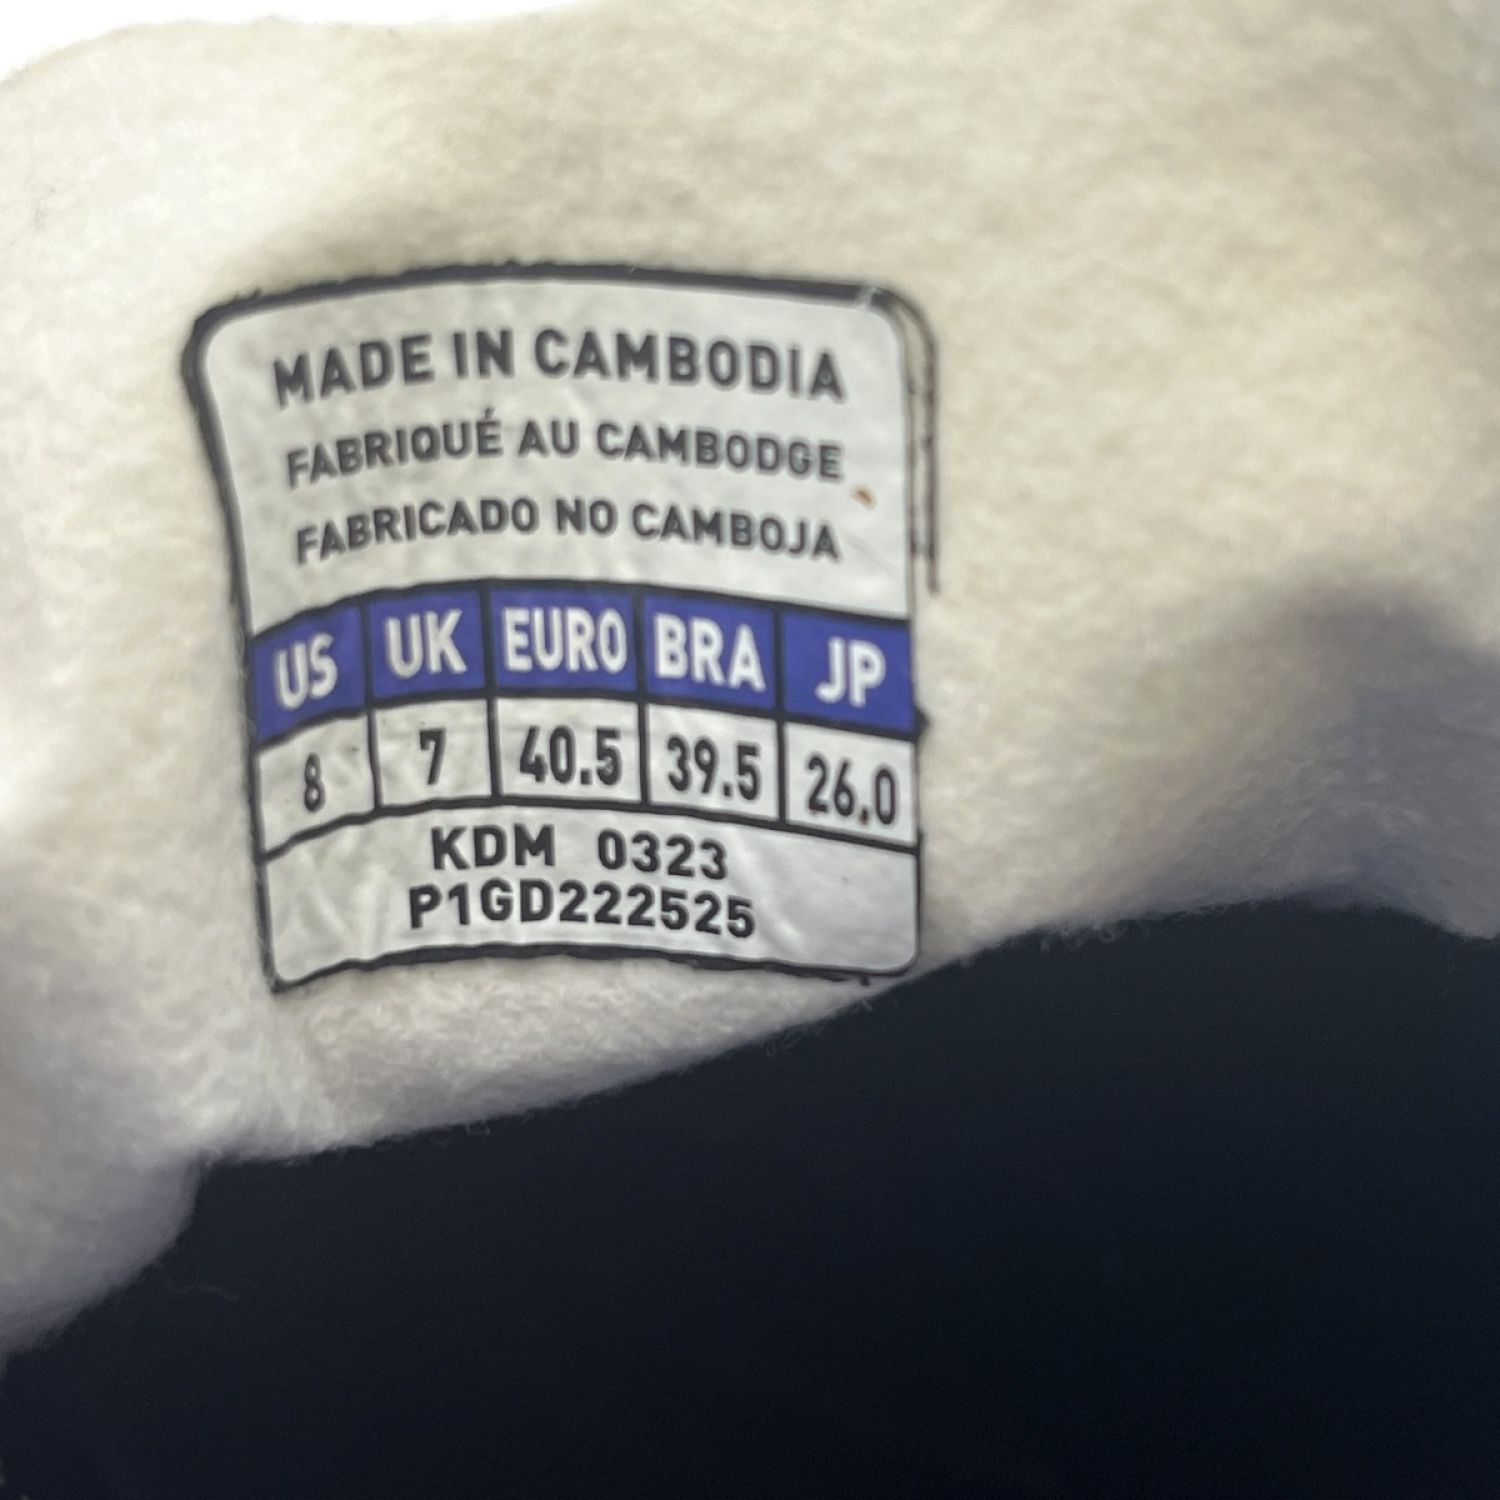 MADE IN CAMBODIA
FABRIQUÉ AU CAMBODGE
FABRICADO NO CAMBOJA
US UK EURO BRA JP
8 7 40.5 39.5 26.0
KDM 0323
P1GD222525